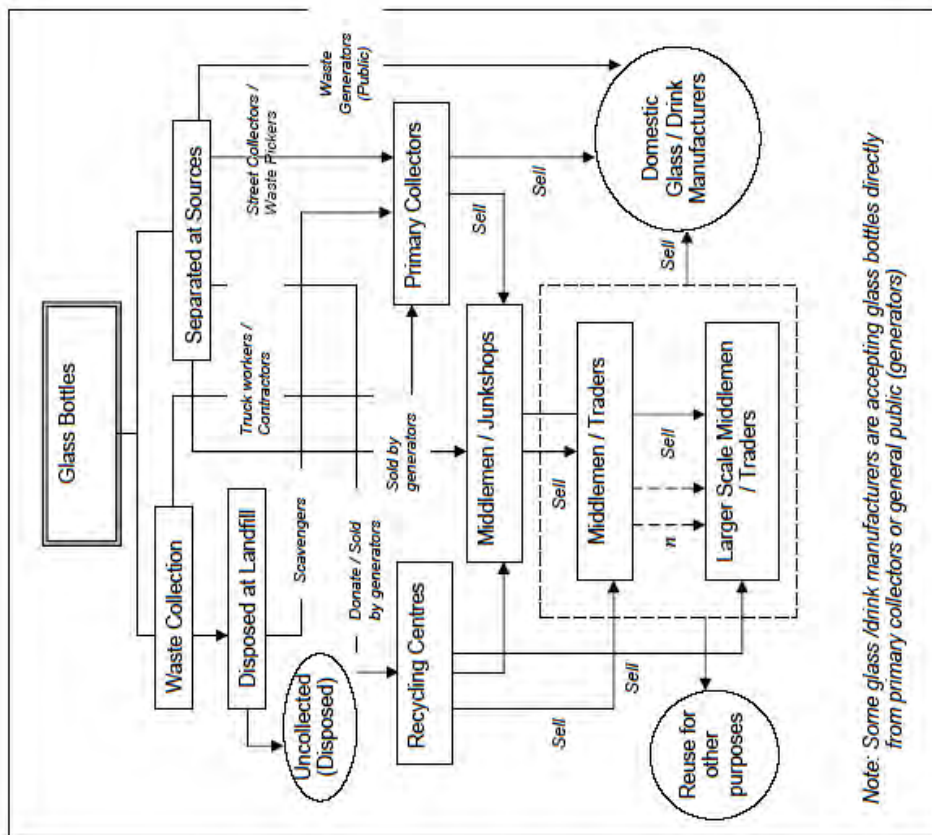 Glass Bottles
Waste Collection
Separated at Sources
Disposed at Landfill
Truck workers /
Contractors
Street Collectors /
Waste Pickers
Waste
Generators
(Public)
Uncollected
(Disposed)
Scavengers
Donate / Sold
by generators
Sold by
generators
Recycling Centres
Primary Collectors
Middlemen / Junkshops
Sell
Sell
Sell
Sell
Sell
Middlemen / Traders
Sell
Domestic
Glass / Drink
Manufacturers
n
Sell
Larger Scale Middlemen
/ Traders
Reuse for
other
purposes
Note: Some glass /drink manufacturers are accepting glass bottles directly
from primary collectors or general public (generators)